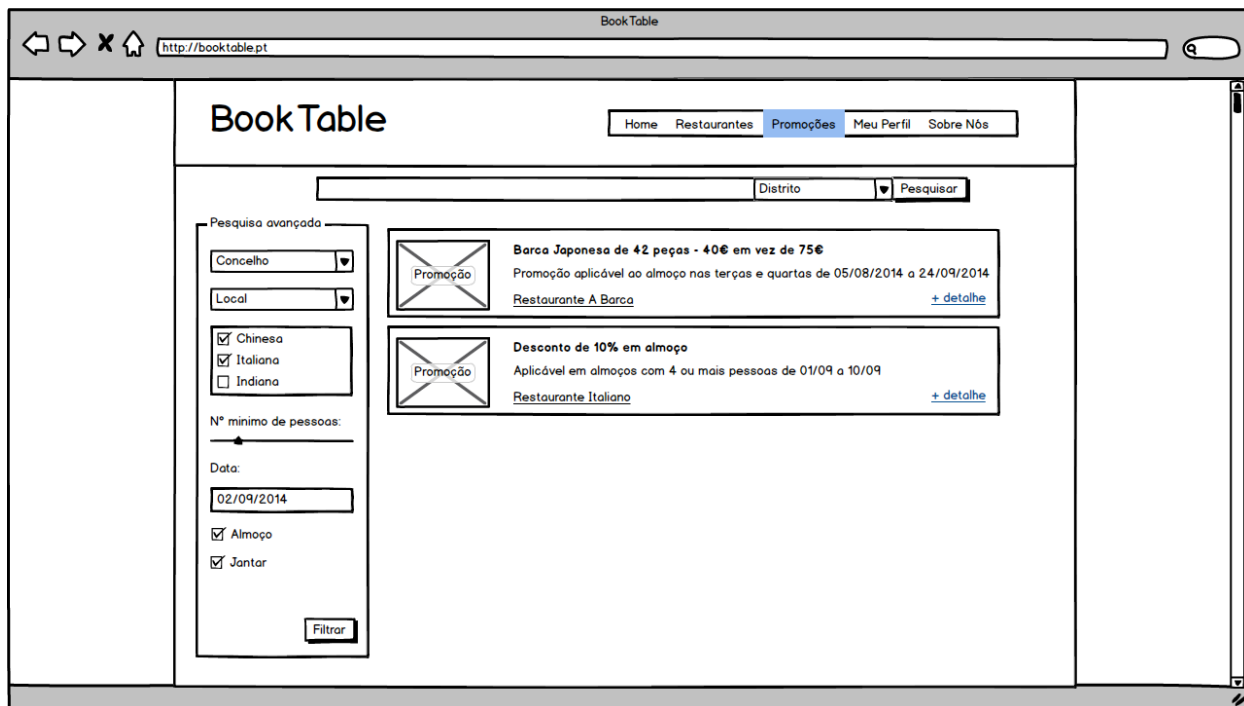 BookTable
http://booktable.pt
BookTable
Home Restaurantes Promoções Meu Perfil Sobre Nós
Distrito Pesquisar
Pesquisa avançada
Concelho
Local
Chinesa
Italiana
Indiana
Nº minimo de pessoas:
Data:
02/09/2014
Almoço
Jantar
Filtrar
Promoção
Barca Japonesa de 42 peças - 40€ em vez de 75€
Promoção aplicável ao almoço nas terças e quartas de 05/08/2014 a 24/09/2014
Restaurante A Barca + detalhe
Promoção
Desconto de 10% em almoço
Aplicável em almoços com 4 ou mais pessoas de 01/09 a 10/09
Restaurante Italiano + detalhe